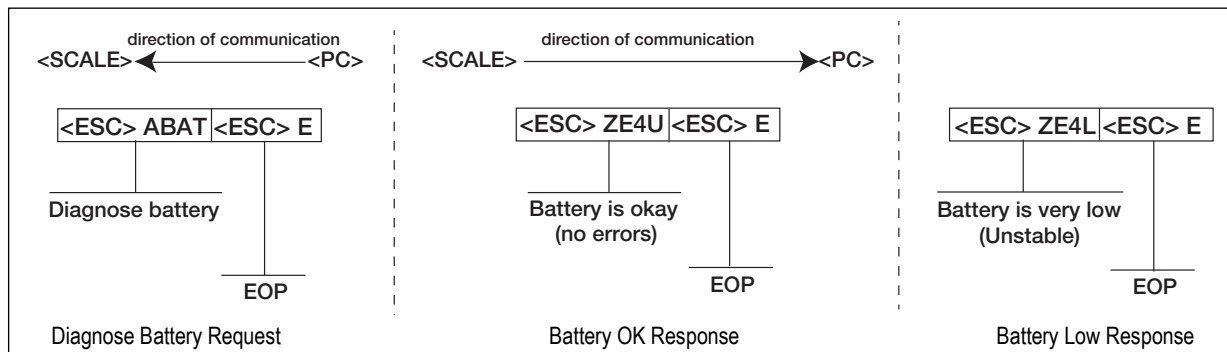 direction of communication
<SCALE> <PC>
<ESC> ABAT <ESC> E
Diagnose battery
EOP
Diagnose Battery Request
direction of communication
<SCALE> <PC>
<ESC> ZE4U <ESC> E
Battery is okay
(no errors)
EOP
Battery OK Response
<ESC> ZE4L <ESC> E
Battery is very low
(Unstable)
EOP
Battery Low Response